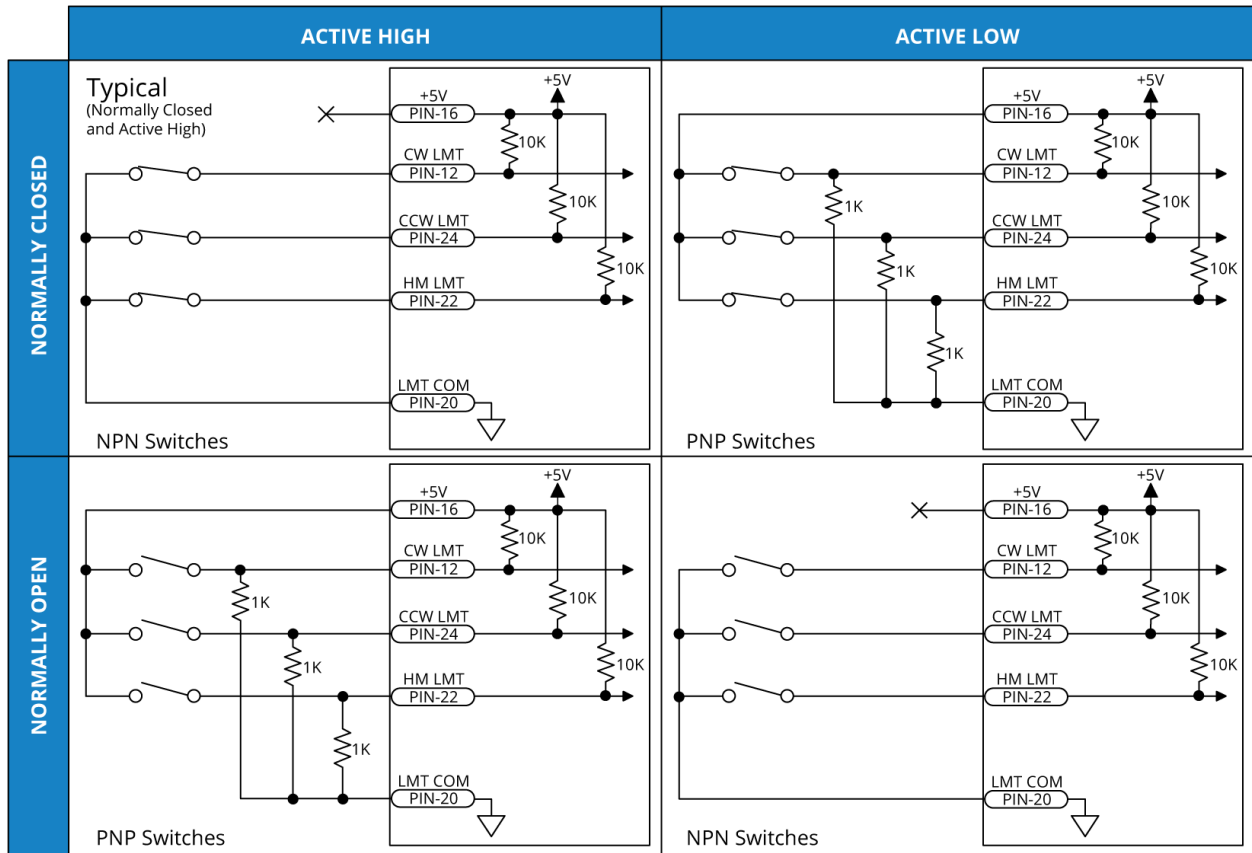 ACTIVE HIGH
ACTIVE LOW
NORMALLY CLOSED
Typical
(Normally Closed
and Active High)
+5V
+5V
PIN-16
10K
CW LMT
PIN-12
10K
CCW LMT
PIN-24
10K
HM LMT
PIN-22
LMT COM
PIN-20
NPN Switches
+5V
+5V
PIN-16
10K
CW LMT
PIN-12
10K
1K
CCW LMT
PIN-24
10K
1K
HM LMT
PIN-22
1K
LMT COM
PIN-20
PNP Switches
NORMALLY OPEN
+5V
+5V
PIN-16
10K
CW LMT
PIN-12
10K
1K
CCW LMT
PIN-24
10K
1K
HM LMT
PIN-22
1K
LMT COM
PIN-20
PNP Switches
+5V
+5V
PIN-16
10K
CW LMT
PIN-12
10K
CCW LMT
PIN-24
10K
HM LMT
PIN-22
LMT COM
PIN-20
NPN Switches